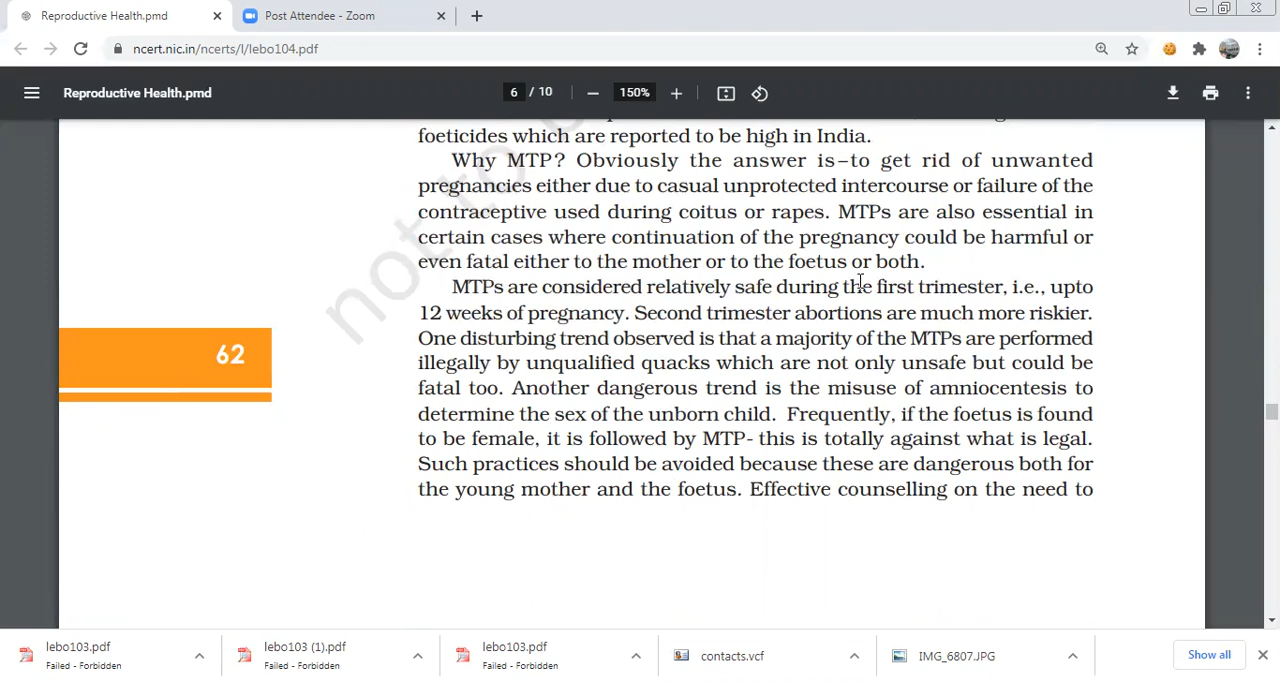 Reproductive Health.pmd
Post Attendee - Zoom
ncert.nic.in/ncerts/l/lebo104.pdf
Reproductive Health.pmd
6 / 10
150%
foeticides which are reported to be high in India.
Why MTP? Obviously the answer is–to get rid of unwanted
pregnancies either due to casual unprotected intercourse or failure of the
contraceptive used during coitus or rapes. MTPs are also essential in
certain cases where continuation of the pregnancy could be harmful or
even fatal either to the mother or to the foetus or both.
MTPs are considered relatively safe during the first trimester, i.e., upto
12 weeks of pregnancy. Second trimester abortions are much more riskier.
One disturbing trend observed is that a majority of the MTPs are performed
illegally by unqualified quacks which are not only unsafe but could be
fatal too. Another dangerous trend is the misuse of amniocentesis to
determine the sex of the unborn child. Frequently, if the foetus is found
to be female, it is followed by MTP- this is totally against what is legal.
Such practices should be avoided because these are dangerous both for
the young mother and the foetus. Effective counselling on the need to
62
not to
lebo103.pdf
Failed - Forbidden
lebo103 (1).pdf
Failed - Forbidden
lebo103.pdf
Failed - Forbidden
contacts.vcf
IMG_6807.JPG
Show all